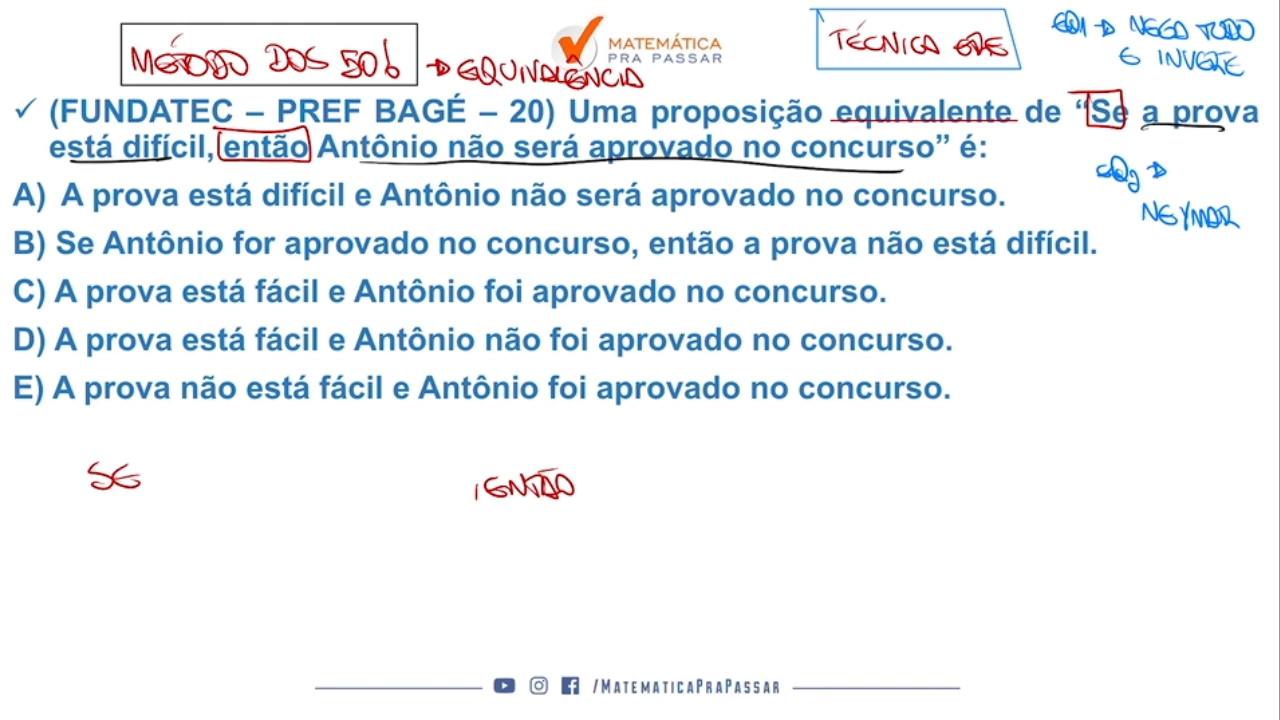 MÉTODO DOS 50%
→ EQUIVALÊNCIA
MATEMÁTICA
PRA PASSAR
TÉCNICA
EQ1 → NEGA TUDO
E INVERTE
✓ (FUNDATEC – PREF BAGÉ – 20) Uma proposição equivalente de “Se a prova
está difícil, então Antônio não será aprovado no concurso” é:
EQ2 →
NEYMAR
A) A prova está difícil e Antônio não será aprovado no concurso.
B) Se Antônio for aprovado no concurso, então a prova não está difícil.
C) A prova está fácil e Antônio foi aprovado no concurso.
D) A prova está fácil e Antônio não foi aprovado no concurso.
E) A prova não está fácil e Antônio foi aprovado no concurso.
SE , ENTÃO
/MATEMATICAPRAPASSAR